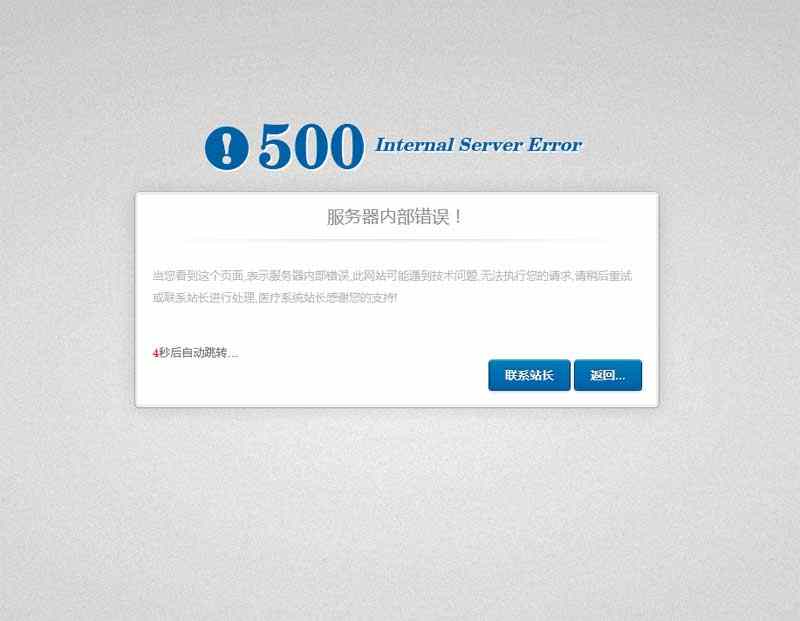 500 Internal Server Error
服务器内部错误！
当您看到这个页面,表示服务器内部错误,此网站可能遇到技术问题,无法执行您的请求,请稍后重试
或联系站长进行处理,医疗系统站长感谢您的支持!
4秒后自动跳转...
联系站长 返回...